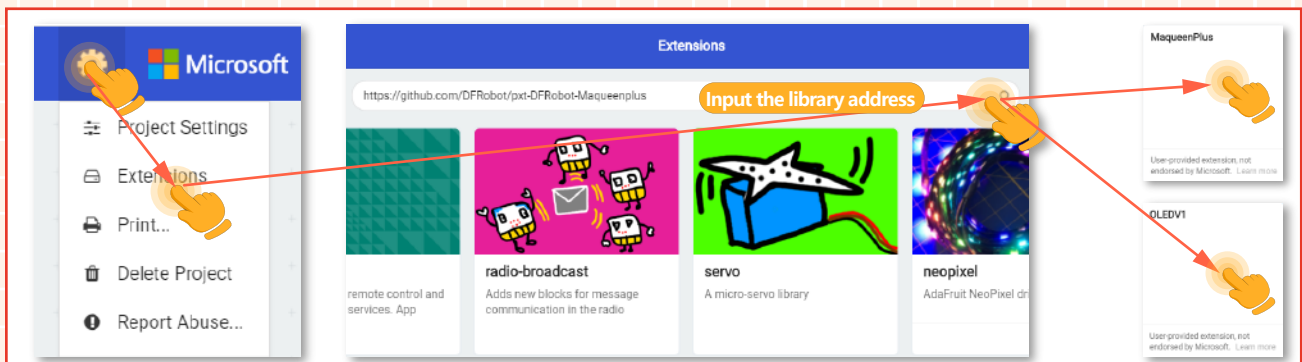 Microsoft
Project Settings
Extensions
Print...
Delete Project
Report Abuse...
Extensions
https://github.com/DFRobot/pxt-DFRobot-Maqueenplus
Input the library address
remote control and
services. App
radio-broadcast
Adds new blocks for message
communication in the radio
servo
A micro-servo library
neopixel
AdaFruit NeoPixel dri
MaqueenPlus
User-provided extension, not
endorsed by Microsoft. Learn more
OLEDV1
User-provided extension, not
endorsed by Microsoft. Learn more